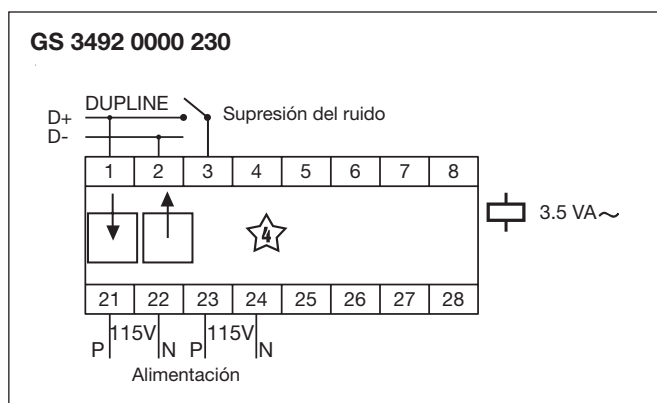 GS 3492 0000 230
DUPLINE
D+
D-
Supresión del ruido
1 2 3 4 5 6 7 8
4
3.5 VA~
21 22 23 24 25 26 27 28
P 115V N P 115V N
Alimentación